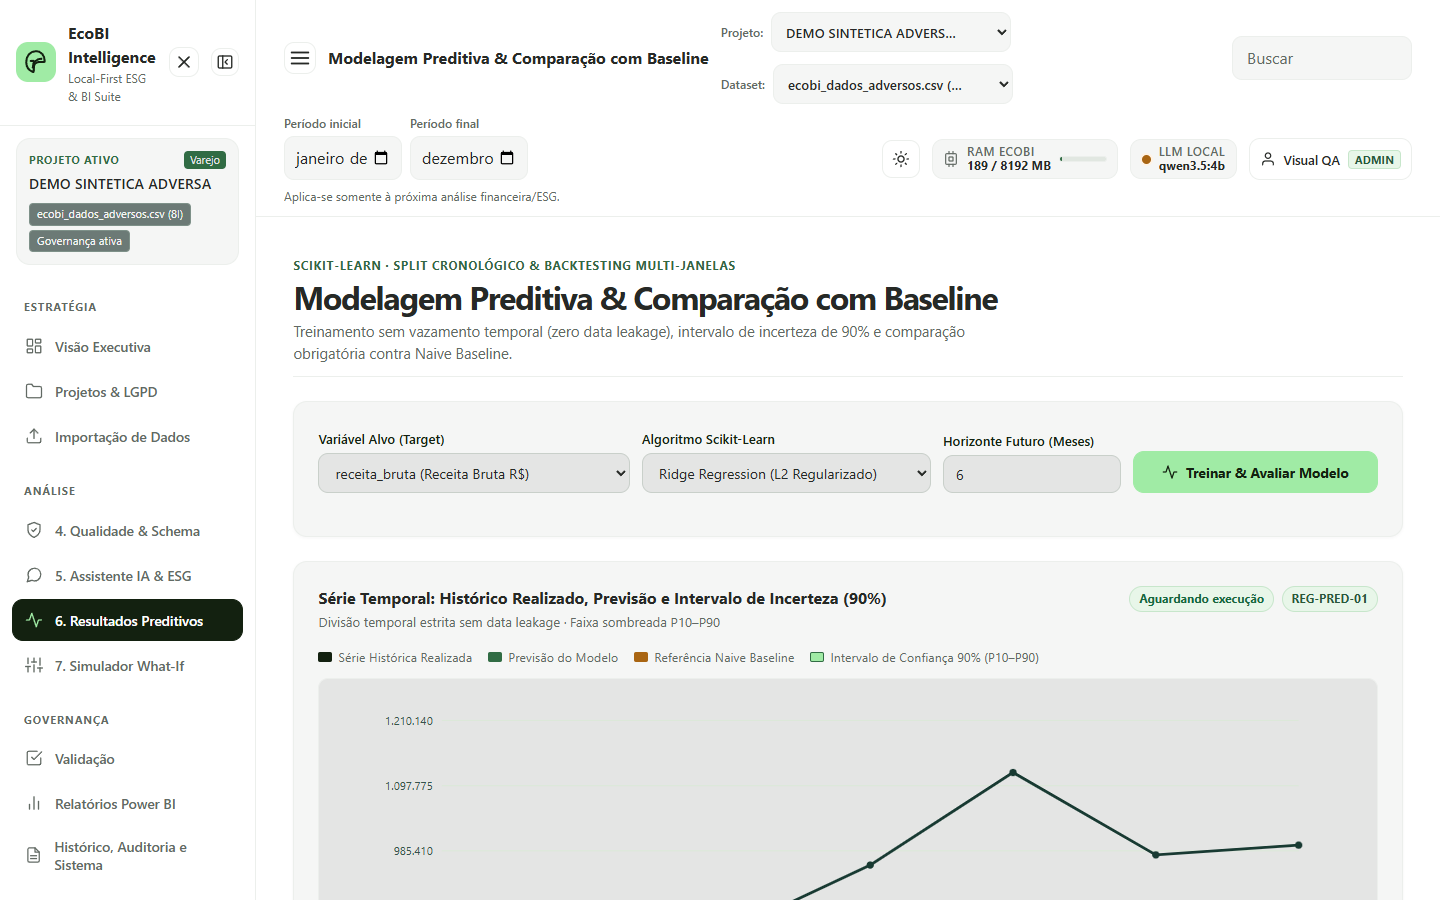 EcoBI
Intelligence
Local-First ESG
& BI Suite
PROJETO ATIVO
Varejo
DEMO SINTETICA ADVERSA
ecobi_dados_adversos.csv (8l)
Governança ativa
ESTRATÉGIA
Visão Executiva
Projetos & LGPD
Importação de Dados
ANÁLISE
4. Qualidade & Schema
5. Assistente IA & ESG
6. Resultados Preditivos
7. Simulador What-If
GOVERNANÇA
Validação
Relatórios Power BI
Histórico, Auditoria e
Sistema
Modelagem Preditiva & Comparação com Baseline
Projeto:
DEMO SINTETICA ADVERS...
Dataset:
ecobi_dados_adversos.csv (...
Buscar
Período inicial
Período final
janeiro de
dezembro
Aplica-se somente à próxima análise financeira/ESG.
RAM ECOBI
189 / 8192 MB
LLM LOCAL
qwen3.5:4b
Visual QA
ADMIN
SCIKIT-LEARN · SPLIT CRONOLÓGICO & BACKTESTING MULTI-JANELAS
Modelagem Preditiva & Comparação com Baseline
Treinamento sem vazamento temporal (zero data leakage), intervalo de incerteza de 90% e comparação
obrigatória contra Naive Baseline.
Variável Alvo (Target)
receita_bruta (Receita Bruta R$)
Algoritmo Scikit-Learn
Ridge Regression (L2 Regularizado)
Horizonte Futuro (Meses)
6
Treinar & Avaliar Modelo
Série Temporal: Histórico Realizado, Previsão e Intervalo de Incerteza (90%)
Aguardando execução
REG-PRED-01
Divisão temporal estrita sem data leakage · Faixa sombreada P10–P90
Série Histórica Realizada
Previsão do Modelo
Referência Naive Baseline
Intervalo de Confiança 90% (P10–P90)
1.210.140
1.097.775
985.410